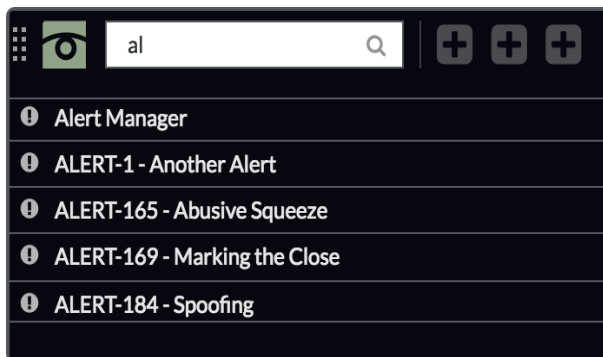 al
Alert Manager
ALERT-1 - Another Alert
ALERT-165 - Abusive Squeeze
ALERT-169 - Marking the Close
ALERT-184 - Spoofing